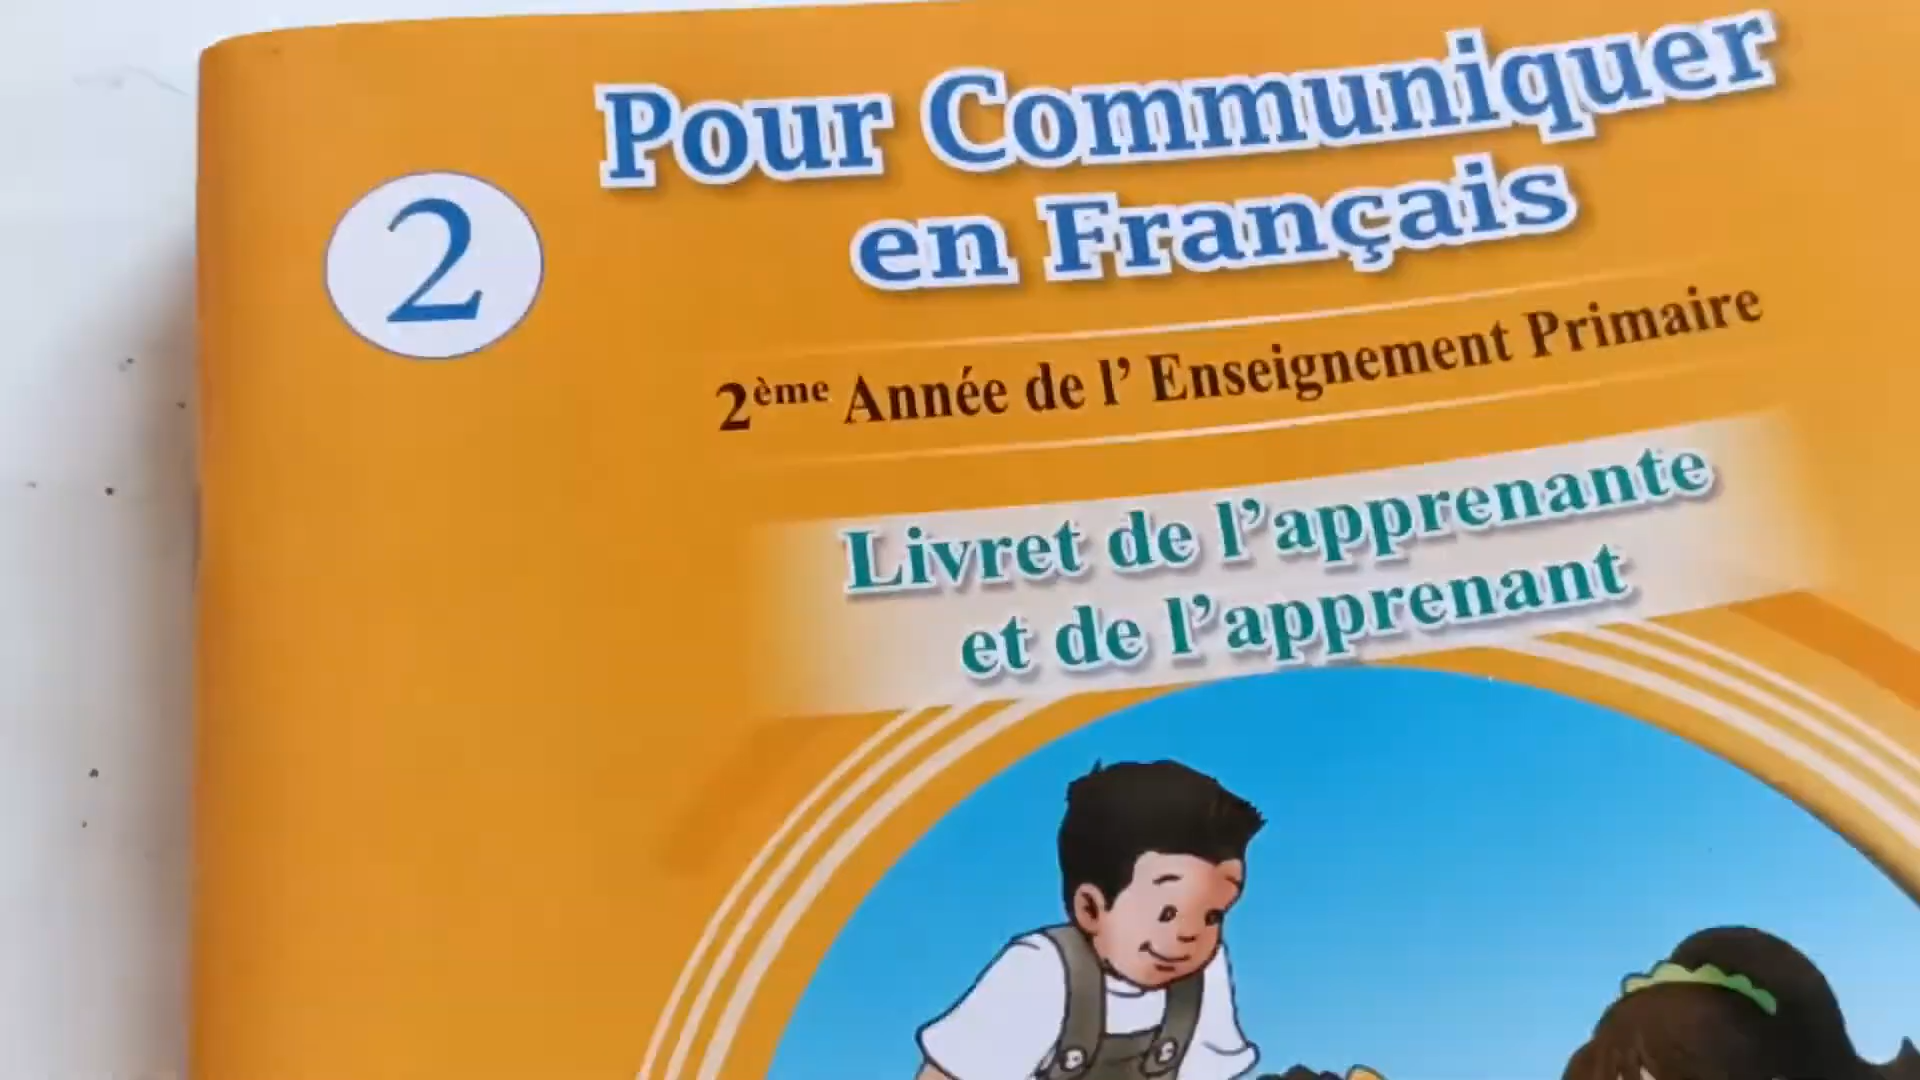 2
Pour Communiquer
en Français
2ème Année de l' Enseignement Primaire
Livret de l'apprenante
et de l'apprenant